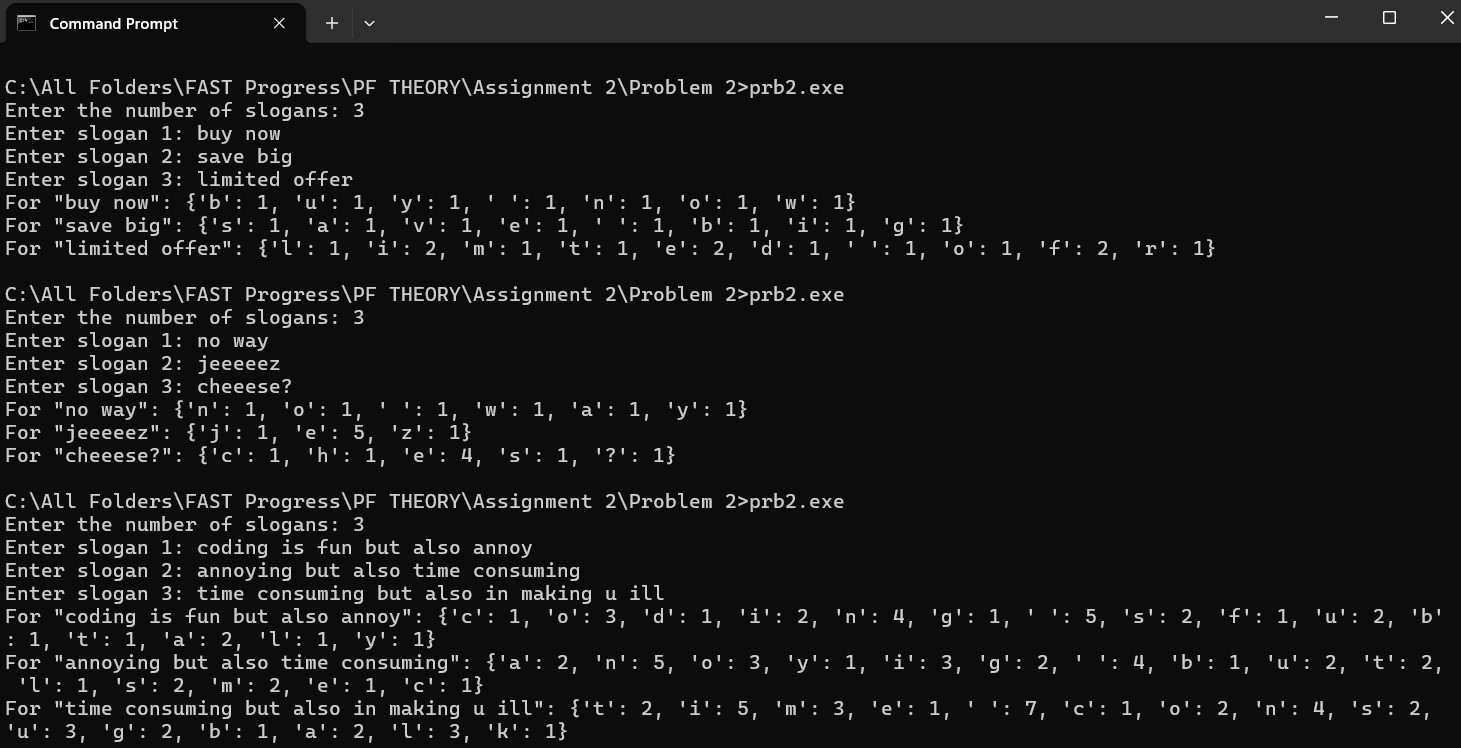 Command Prompt
C:\All Folders\FAST Progress\PF THEORY\Assignment 2\Problem 2>prb2.exe
Enter the number of slogans: 3
Enter slogan 1: buy now
Enter slogan 2: save big
Enter slogan 3: limited offer
For "buy now": {'b': 1, 'u': 1, 'y': 1, ' ': 1, 'n': 1, 'o': 1, 'w': 1}
For "save big": {'s': 1, 'a': 1, 'v': 1, 'e': 1, ' ': 1, 'b': 1, 'i': 1, 'g': 1}
For "limited offer": {'l': 1, 'i': 2, 'm': 1, 't': 1, 'e': 2, 'd': 1, ' ': 1, 'o': 1, 'f': 2, 'r': 1}
C:\All Folders\FAST Progress\PF THEORY\Assignment 2\Problem 2>prb2.exe
Enter the number of slogans: 3
Enter slogan 1: no way
Enter slogan 2: jeeeeez
Enter slogan 3: cheeese?
For "no way": {'n': 1, 'o': 1, ' ': 1, 'w': 1, 'a': 1, 'y': 1}
For "jeeeeez": {'j': 1, 'e': 5, 'z': 1}
For "cheeese?": {'c': 1, 'h': 1, 'e': 4, 's': 1, '?': 1}
C:\All Folders\FAST Progress\PF THEORY\Assignment 2\Problem 2>prb2.exe
Enter the number of slogans: 3
Enter slogan 1: coding is fun but also annoy
Enter slogan 2: annoying but also time consuming
Enter slogan 3: time consuming but also in making u ill
For "coding is fun but also annoy": {'c': 1, 'o': 3, 'd': 1, 'i': 2, 'n': 4, 'g': 1, ' ': 5, 's': 2, 'f': 1, 'u': 2, 'b'
: 1, 't': 1, 'a': 2, 'l': 1, 'y': 1}
For "annoying but also time consuming": {'a': 2, 'n': 5, 'o': 3, 'y': 1, 'i': 3, 'g': 2, ' ': 4, 'b': 1, 'u': 2, 't': 2,
 'l': 1, 's': 2, 'm': 2, 'e': 1, 'c': 1}
For "time consuming but also in making u ill": {'t': 2, 'i': 5, 'm': 3, 'e': 1, ' ': 7, 'c': 1, 'o': 2, 'n': 4, 's': 2,
'u': 3, 'g': 2, 'b': 1, 'a': 2, 'l': 3, 'k': 1}